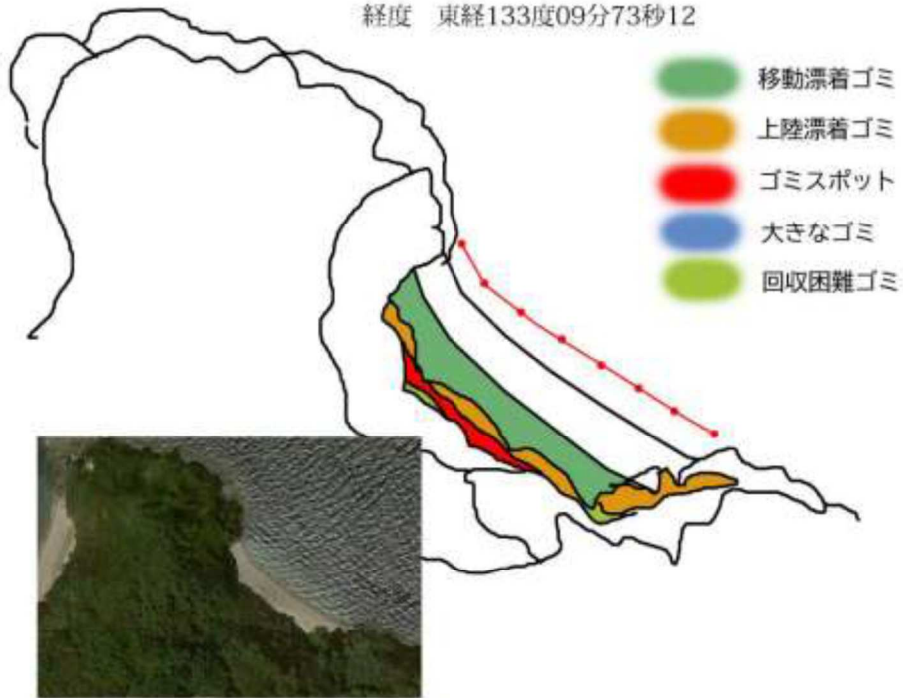 経度　東経133度09分73秒12
移動漂着ゴミ
上陸漂着ゴミ
ゴミスポット
大きなゴミ
回収困難ゴミ